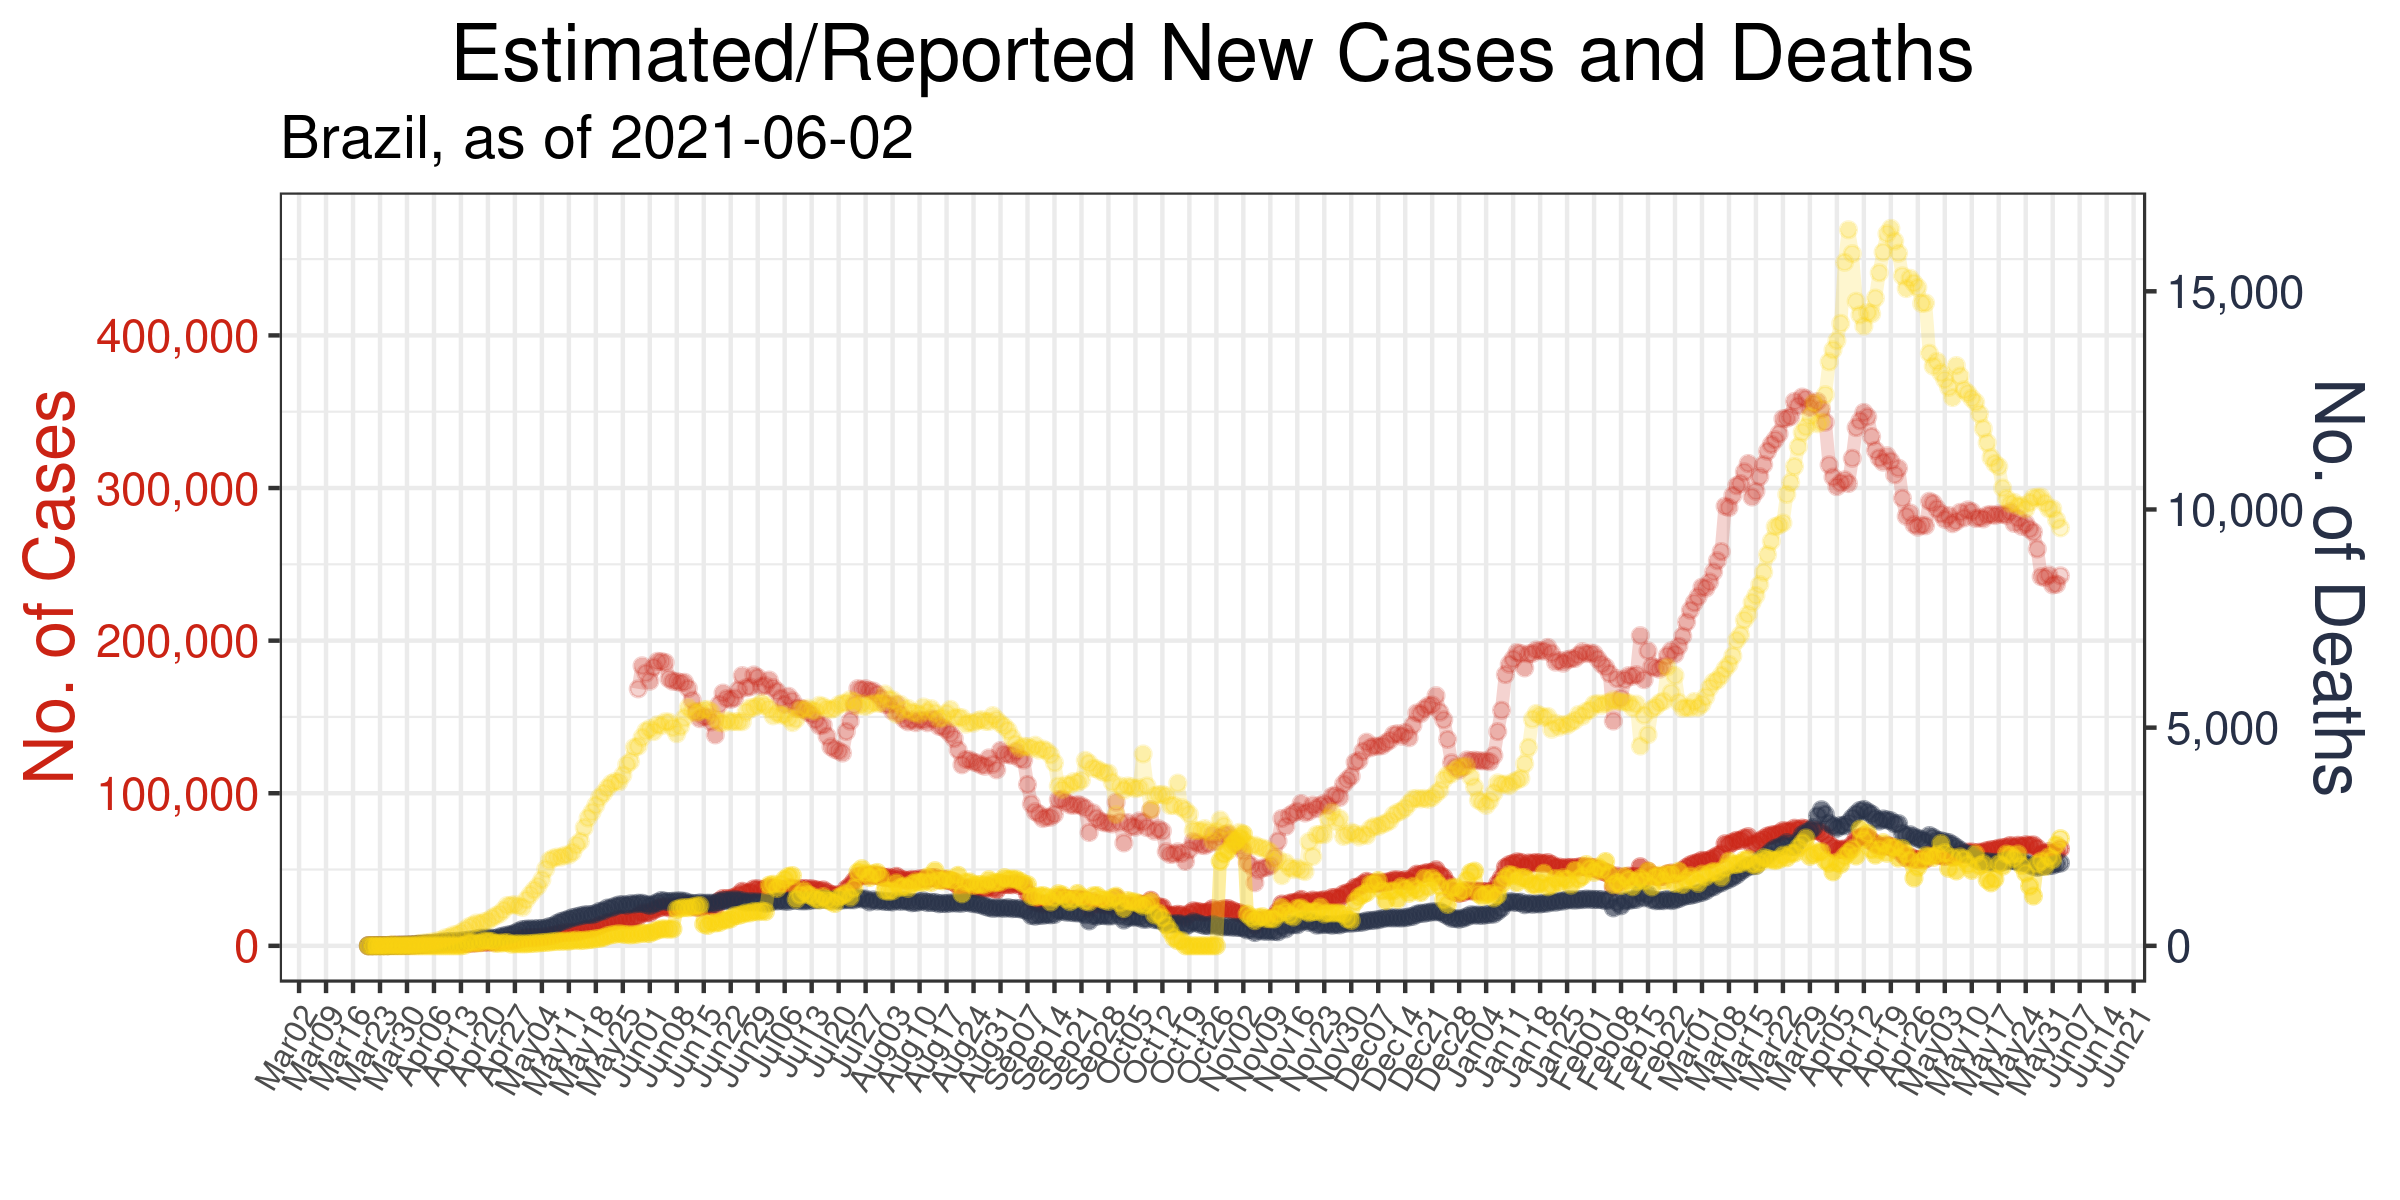 Estimated/Reported New Cases and Deaths
Brazil, as of 2021-06-02
No. of Cases
400,000
300,000
200,000
100,000
0
15,000
10,000
5,000
0
No. of Deaths
Mar02
Mar09
Mar16
Mar23
Mar30
Apr06
Apr13
Apr20
Apr27
May04
May11
May18
May25
Jun01
Jun08
Jun15
Jun22
Jun29
Jul06
Jul13
Jul20
Jul27
Aug03
Aug10
Aug17
Aug24
Aug31
Sep07
Sep14
Sep21
Sep28
Oct05
Oct12
Oct19
Oct26
Nov02
Nov09
Nov16
Nov23
Nov30
Dec07
Dec14
Dec21
Dec28
Jan04
Jan11
Jan18
Jan25
Feb01
Feb08
Feb15
Feb22
Mar01
Mar08
Mar15
Mar22
Mar29
Apr05
Apr12
Apr19
Apr26
May03
May10
May17
May24
May31
Jun07
Jun14
Jun21